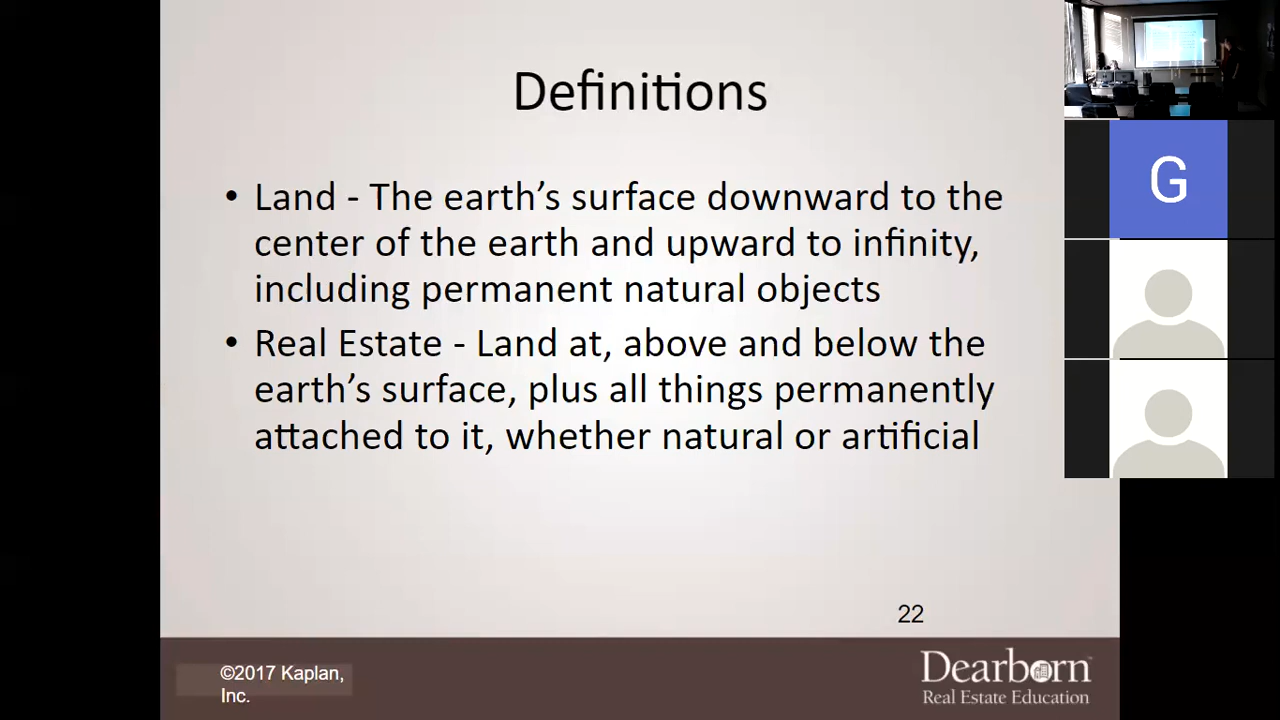 Definitions
• Land - The earth’s surface downward to the
center of the earth and upward to infinity,
including permanent natural objects
• Real Estate - Land at, above and below the
earth’s surface, plus all things permanently
attached to it, whether natural or artificial
22
©2017 Kaplan,
Inc.
Dearborn™
Real Estate Education
G